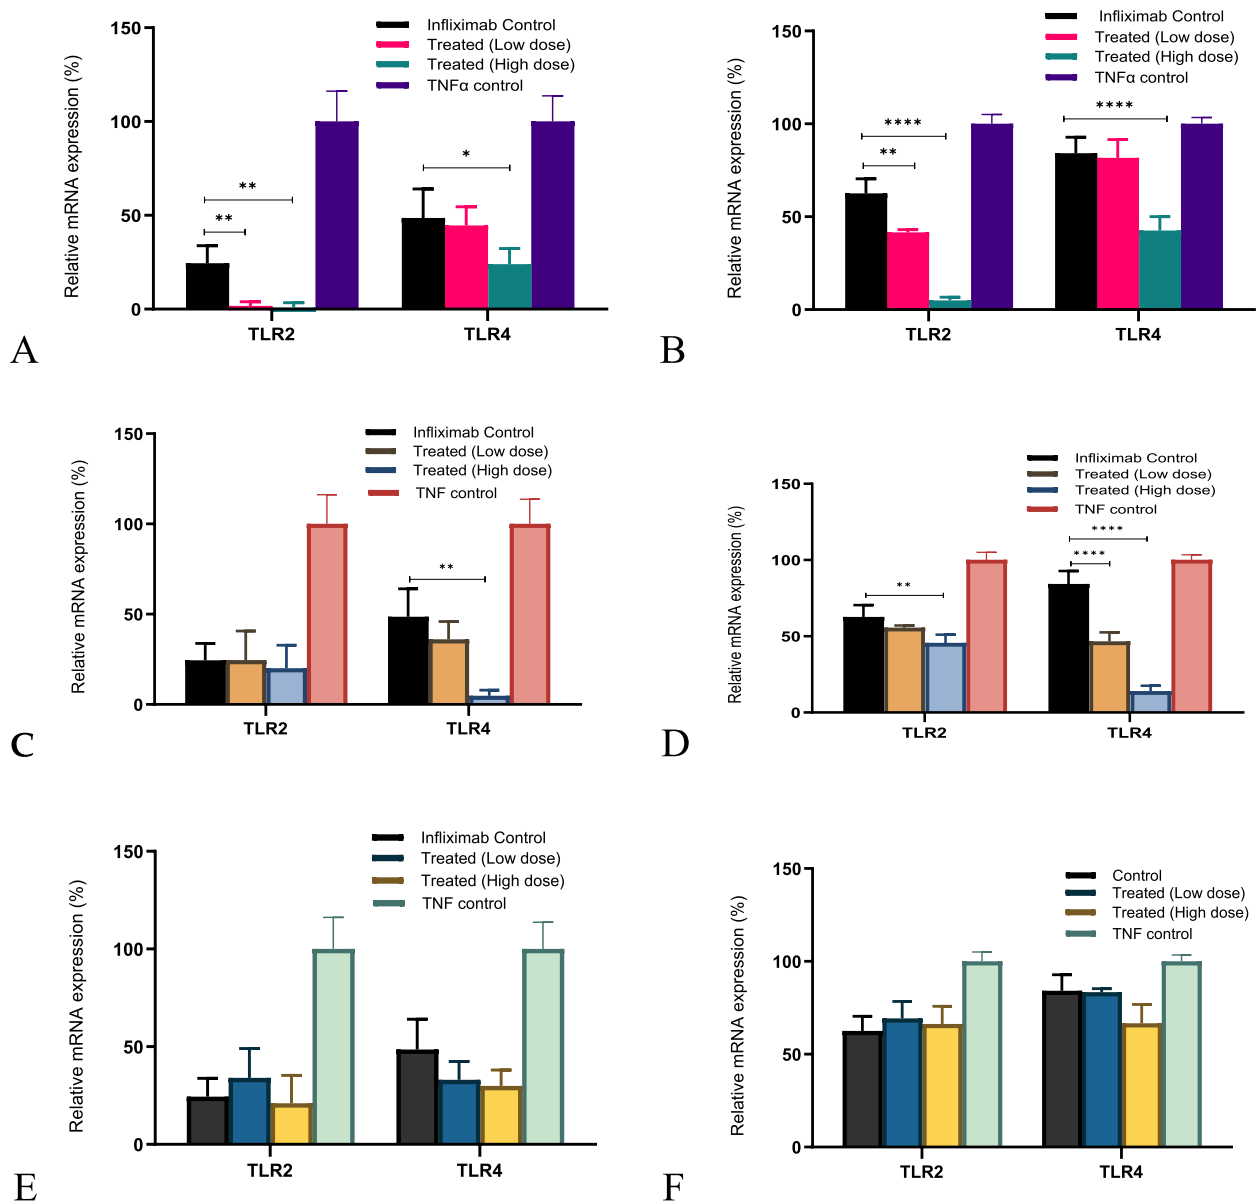 Infliximab Control
Treated (Low dose)
Treated (High dose)
TNFα control
Relative mRNA expression (%)
150
100
50
0
**
**
*
TLR2
TLR4
A
Infliximab Control
Treated (Low dose)
Treated (High dose)
TNFα control
Relative mRNA expression (%)
150
100
50
0
****
**
****
TLR2
TLR4
B
Infliximab Control
Treated (Low dose)
Treated (High dose)
TNF control
Relative mRNA expression (%)
150
100
50
0
**
TLR2
TLR4
C
Infliximab Control
Treated (Low dose)
Treated (High dose)
TNF control
Relative mRNA expression (%)
150
100
50
0
**
****
****
TLR2
TLR4
D
Infliximab Control
Treated (Low dose)
Treated (High dose)
TNF control
Relative mRNA expression (%)
150
100
50
0
TLR2
TLR4
E
Control
Treated (Low dose)
Treated (High dose)
TNF control
Relative mRNA expression (%)
150
100
50
0
TLR2
TLR4
F